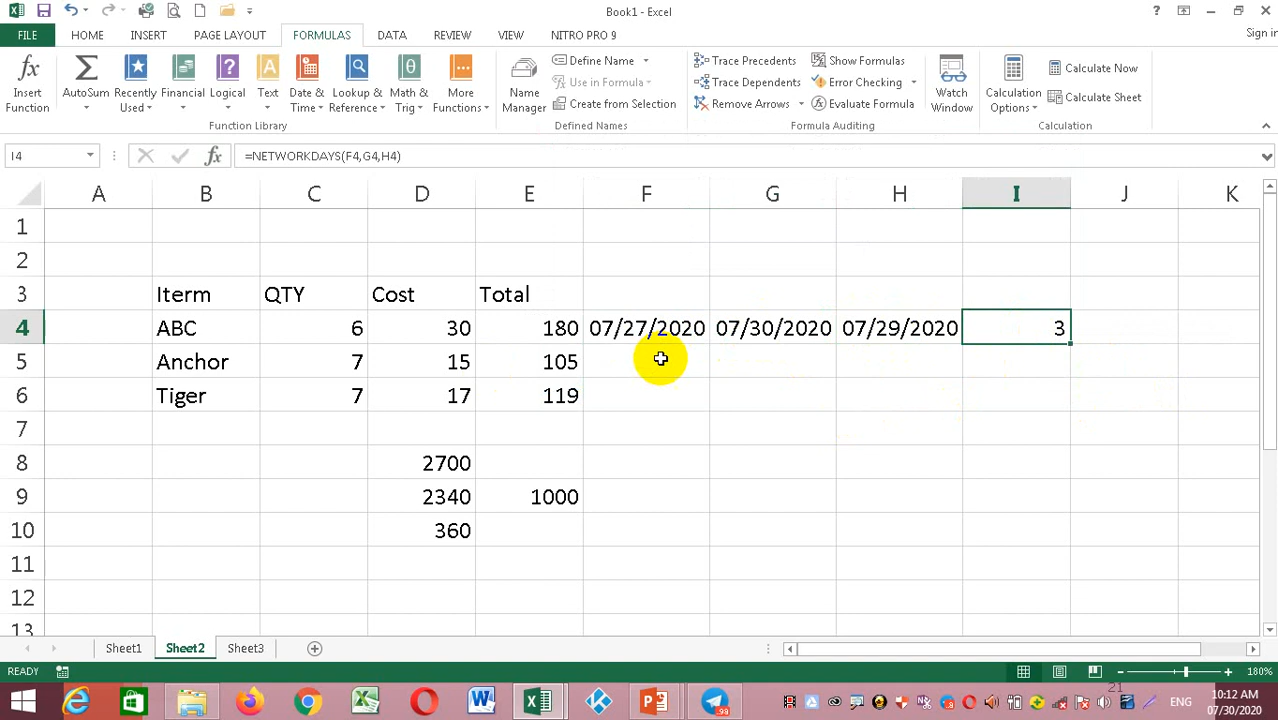 Book1 - Excel
?
FILE HOME INSERT PAGE LAYOUT FORMULAS DATA REVIEW VIEW NITRO PRO 9 Sign in
Insert Function
AutoSum
Recently Used
Financial
Logical
Text
Date & Time
Lookup & Reference
Math & Trig
More Functions
Function Library
Name Manager
Define Name
Use in Formula
Create from Selection
Defined Names
Trace Precedents
Trace Dependents
Remove Arrows
Show Formulas
Error Checking
Evaluate Formula
Formula Auditing
Watch Window
Calculation Options
Calculate Now
Calculate Sheet
Calculation
I4 fx =NETWORKDAYS(F4,G4,H4)
A B C D E F G H I J K
1
2
3 Iterm QTY Cost Total
4 ABC 6 30 180 07/27/2020 07/30/2020 07/29/2020 3
5 Anchor 7 15 105
6 Tiger 7 17 119
7
8 2700
9 2340 1000
10 360
11
12
13
Sheet1 Sheet2 Sheet3
READY 180%
21
99
ENG
10:12 AM
07/30/2020